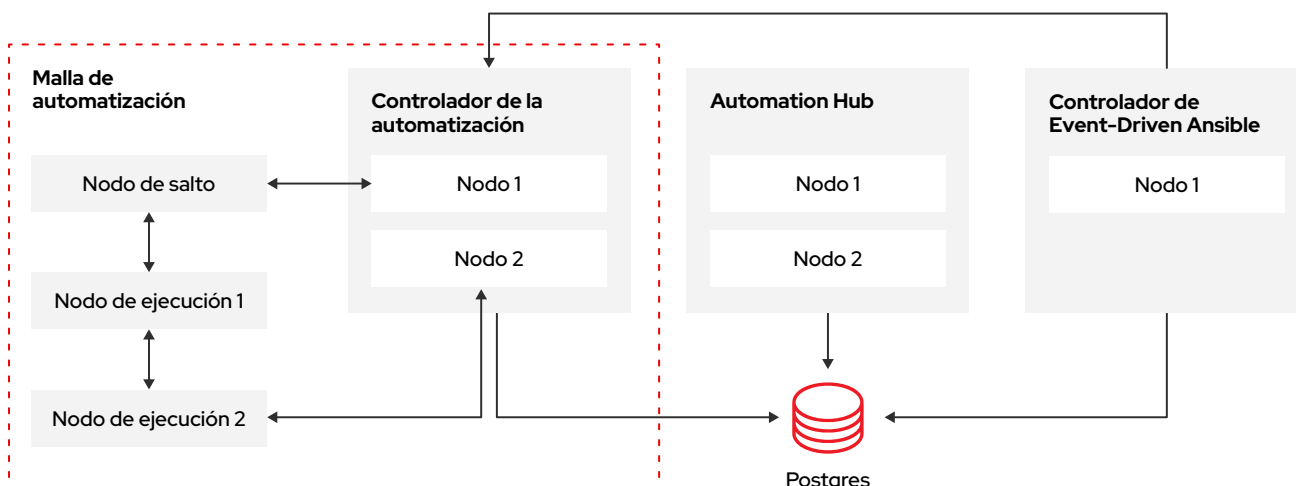 Malla de
automatización
Nodo de salto
Nodo de ejecución 1
Nodo de ejecución 2
Controlador de la
automatización
Nodo 1
Nodo 2
Automation Hub
Nodo 1
Nodo 2
Controlador de
Event-Driven Ansible
Nodo 1
Postgres